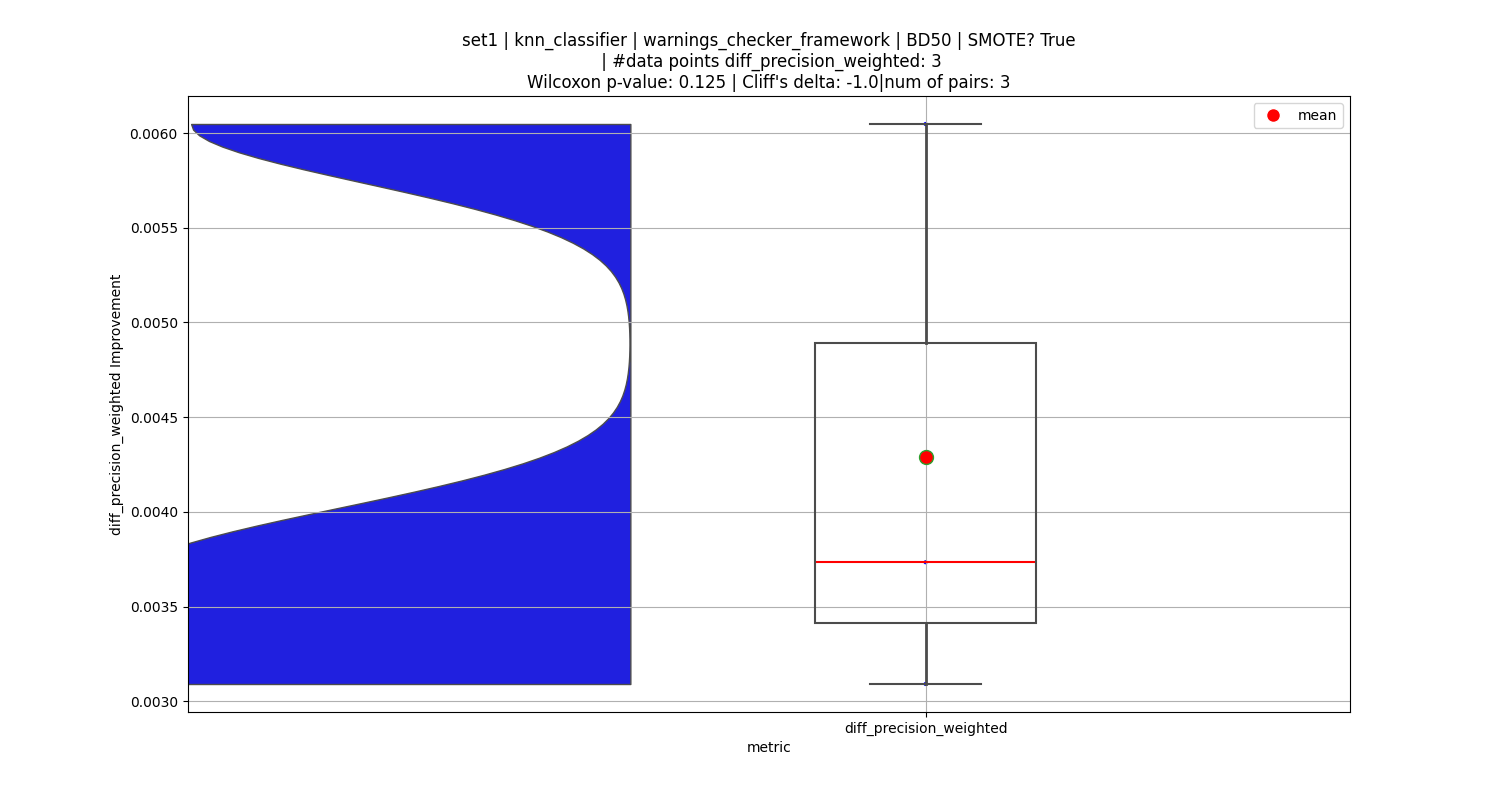 set1 | knn_classifier | warnings_checker_framework | BD50 | SMOTE? True
| #data points diff_precision_weighted: 3
Wilcoxon p-value: 0.125 | Cliff's delta: -1.0|num of pairs: 3
mean
0.0060
0.0055
0.0050
0.0045
0.0040
0.0035
0.0030
diff_precision_weighted Improvement
diff_precision_weighted
metric